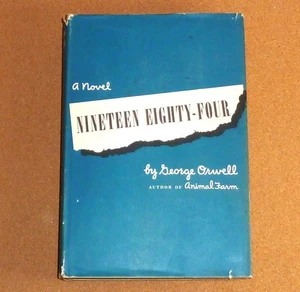 A Novel
NINETEEN EIGHTY-FOUR
by George Orwell
AUTHOR OF Animal Farm